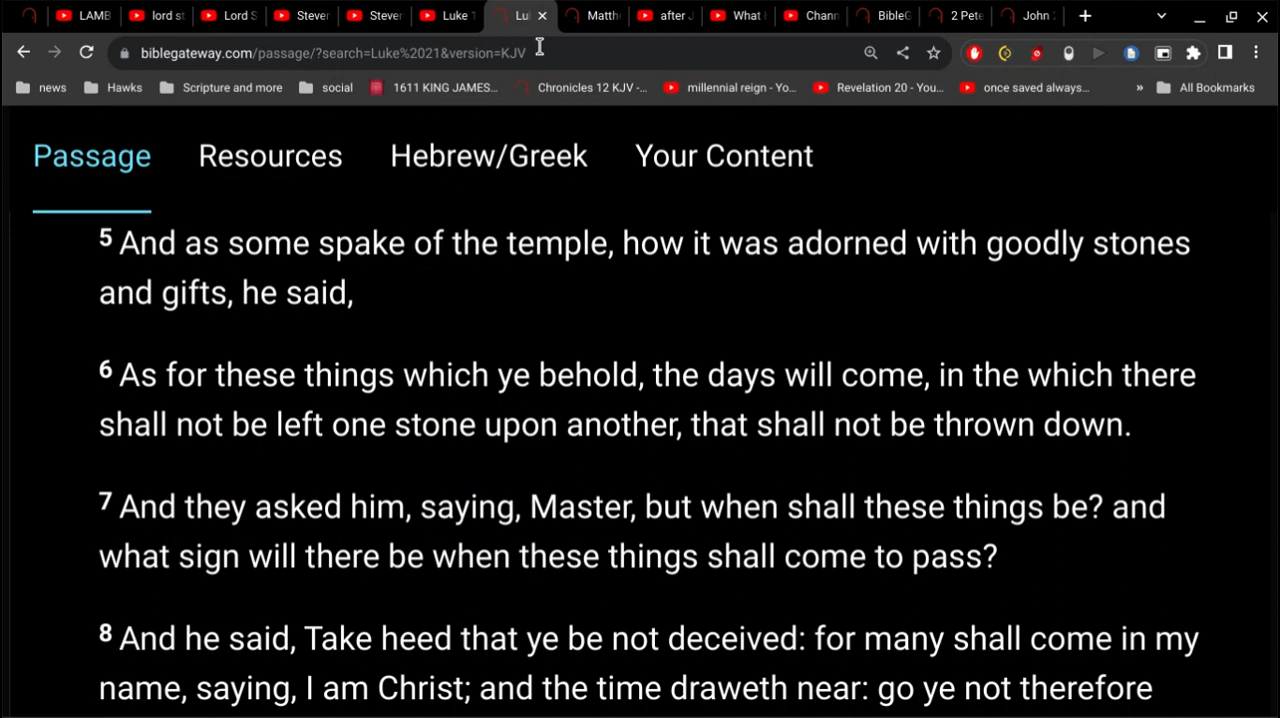 LAMB lord st Lord S Steven Steven Luke 1 Lu Matth after J What Chann BibleG 2 Pete John
biblegateway.com/passage/?search=Luke%2021&version=KJV
news Hawks Scripture and more social 1611 KING JAMES... Chronicles 12 KJV -... millennial reign - Yo... Revelation 20 - You... once saved always... » All Bookmarks
Passage Resources Hebrew/Greek Your Content
5 And as some spake of the temple, how it was adorned with goodly stones
and gifts, he said,
6 As for these things which ye behold, the days will come, in the which there
shall not be left one stone upon another, that shall not be thrown down.
7 And they asked him, saying, Master, but when shall these things be? and
what sign will there be when these things shall come to pass?
8 And he said, Take heed that ye be not deceived: for many shall come in my
name, saying, I am Christ; and the time draweth near: go ye not therefore